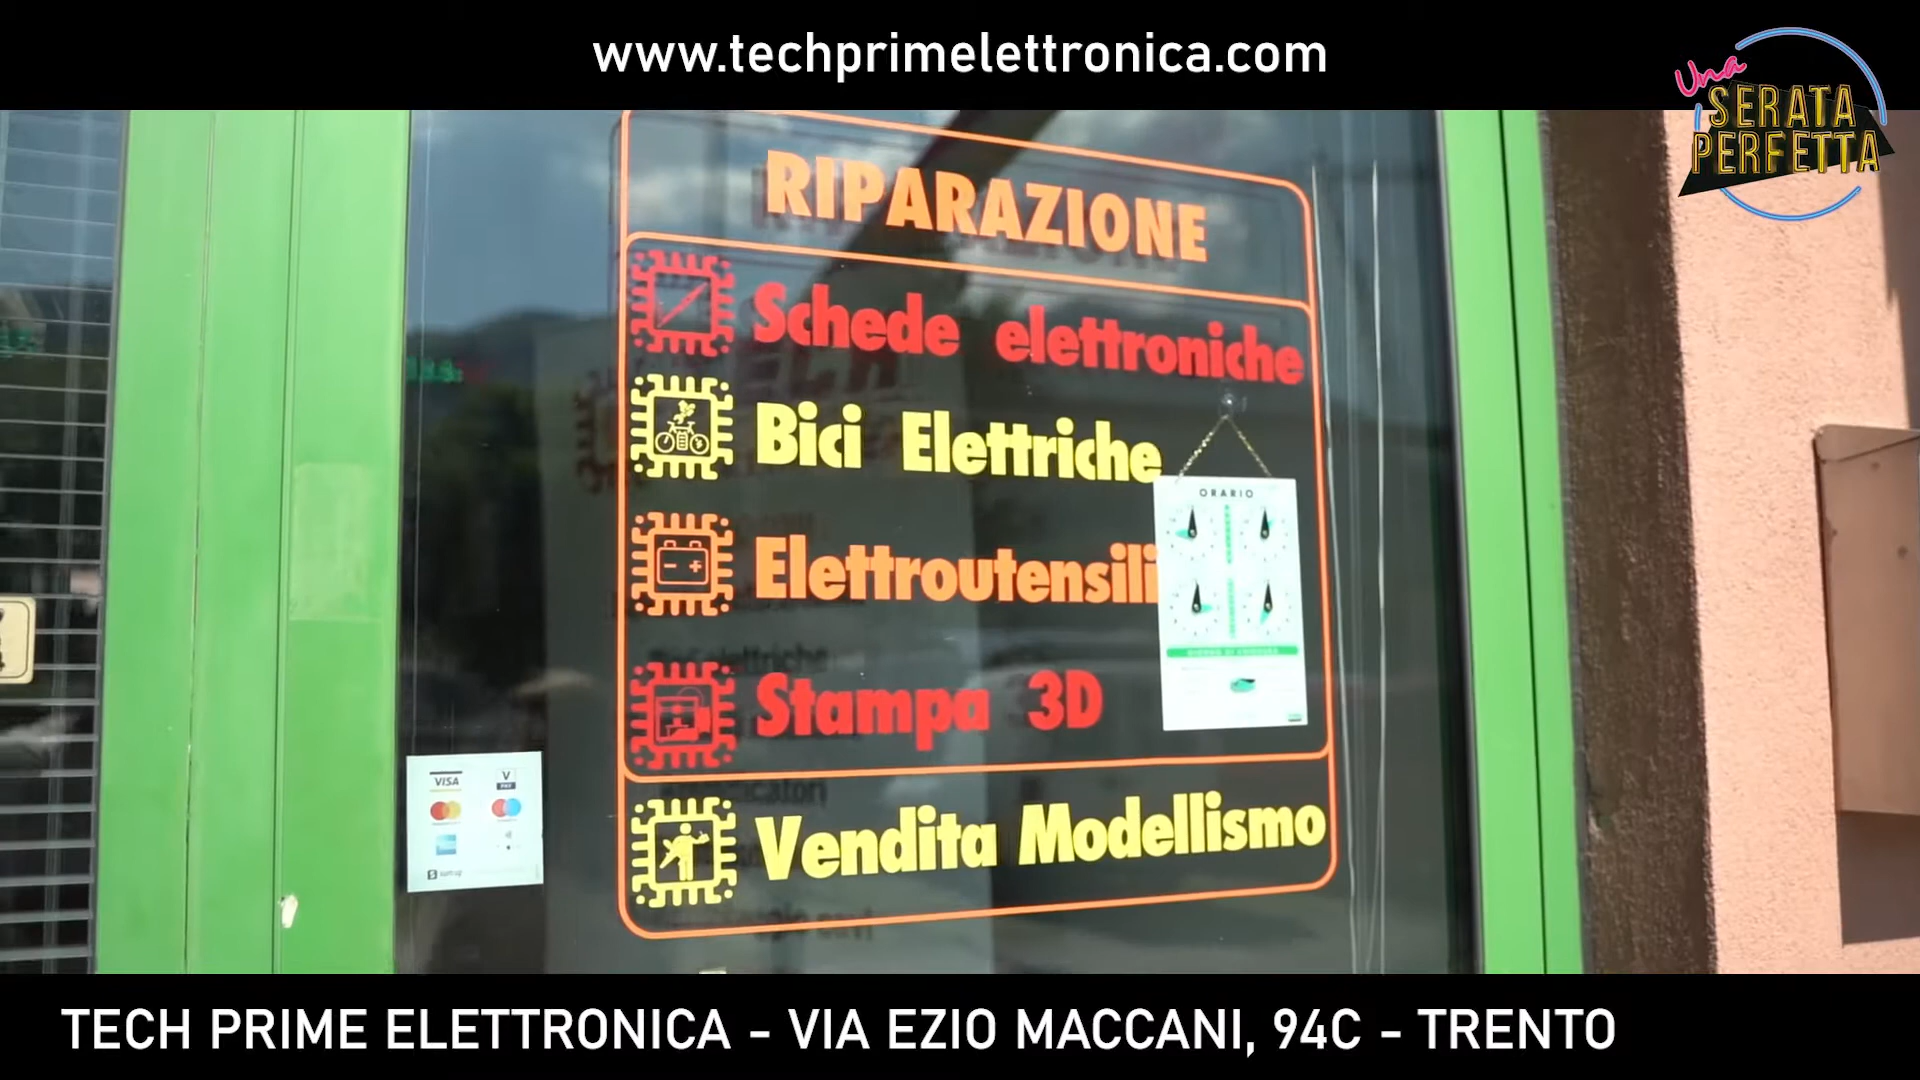 www.techprimelettronica.com
Una
SERATA
PERFETTA
RIPARAZIONE
Schede elettroniche
Bici Elettriche
ORARIO
Elettroutensili
Stampa 3D
VISA
V
PAY
Vendita Modellismo
TECH PRIME ELETTRONICA - VIA EZIO MACCANI, 94C - TRENTO